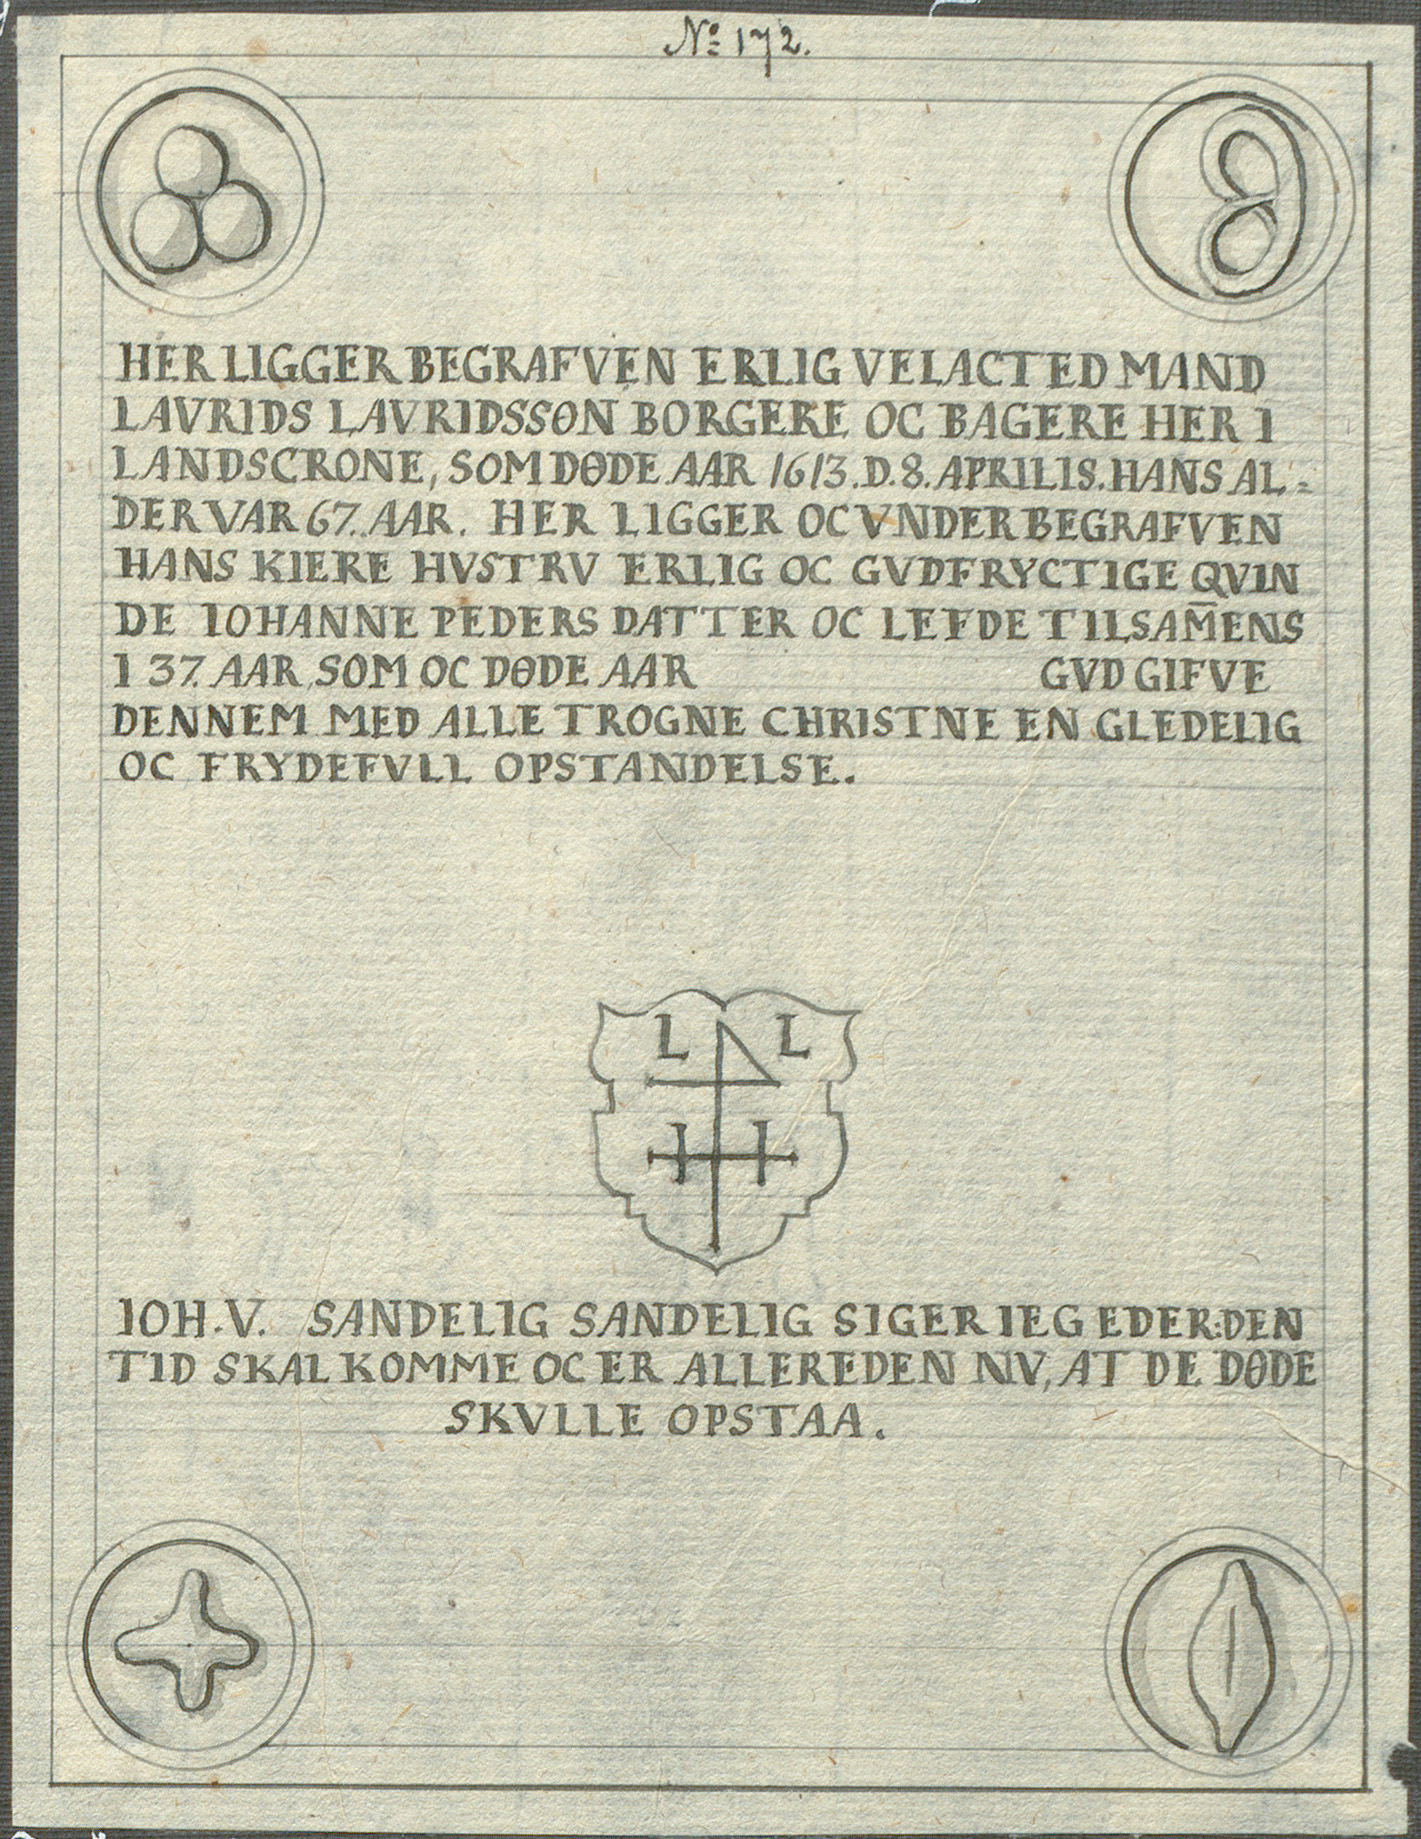 No 172.
HER LIGGER BEGRAFVEN ERLIG VELACTED MAND
LAVRIDS LAVRIDSSØN BORGERE OC BAGERE HER I
LANDSCRONE, SOM DØDE AAR 1613. D. 8. APRILIS. HANS AL=
DER VAR 67. AAR. HER LIGGER OC VNDER BEGRAFVEN
HANS KIERE HVSTRV ERLIG OC GVDFRYCTIGE QVIN
DE IOHANNE PEDERS DATTER OC LEFDE TILSAM̅ENS
I 37. AAR, SOM OC DØDE AAR GVD GIFVE
DENNEM MED ALLE TROGNE CHRISTNE EN GLEDELIG
OC FRYDEFVLL OPSTANDELSE.
L L
I I
IOH. V. SANDELIG SANDELIG SIGER IEG EDER: DEN
TID SKAL KOMME OC ER ALLEREDEN NV, AT DE DØDE
SKVLLE OPSTAA.